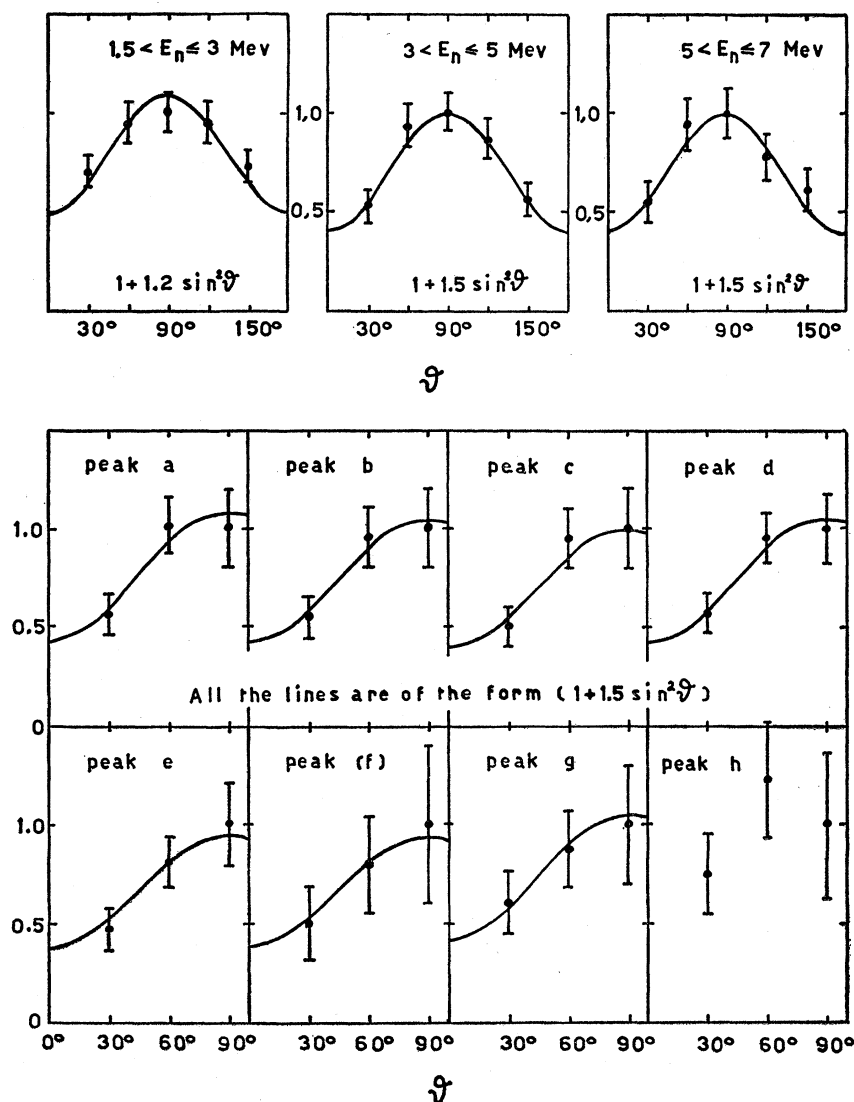 1.5 < Eₙ ≤ 3 Mev 3 < Eₙ ≤ 5 Mev 5 < Eₙ ≤ 7 Mev
1,0 1,0
0,5 0,5
1+1.2 sin²ϑ 1+1.5 sin²ϑ 1+1.5 sin²ϑ
30° 90° 150° 30° 90° 150° 30° 90° 150°
ϑ
peak a peak b peak c peak d
1.0
0.5
All the lines are of the form (1+1.5 sin²ϑ)
0
peak e peak (f) peak g peak h
1.0
0.5
0
0° 30° 60° 90° 30° 60° 90° 30° 60° 90° 30° 60° 90°
ϑ